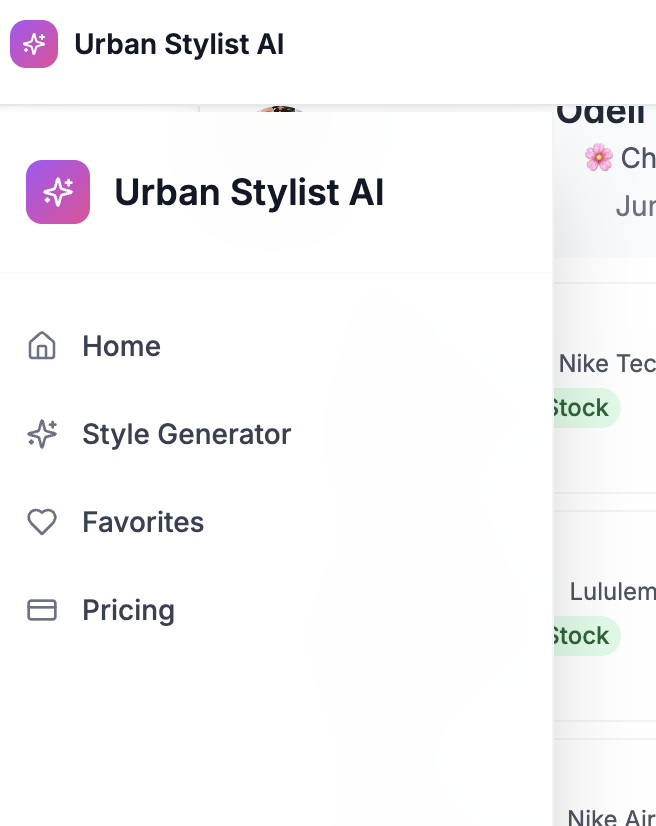 Urban Stylist AI
Odell
🌸 Ch
Urban Stylist AI
Jun
Home
Nike Tec
Stock
Style Generator
Favorites
Lululem
Stock
Pricing
Nike Air